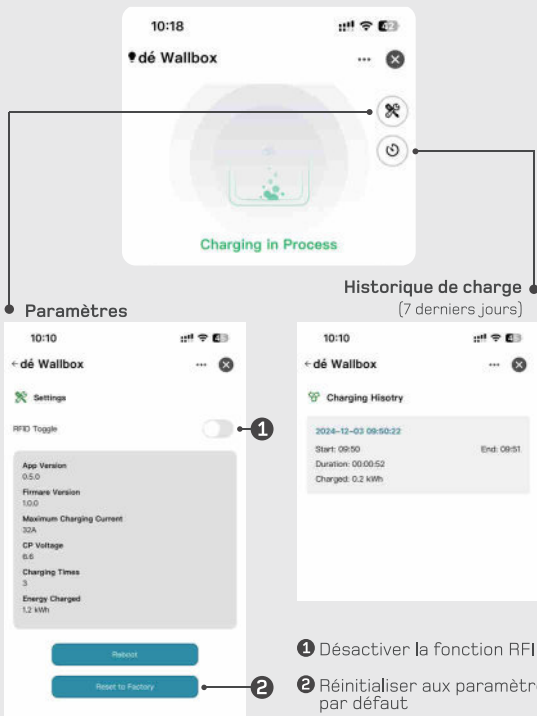 10:18
42
dé Wallbox
Charging in Process
Historique de charge
(7 derniers jours)
Paramètres
10:10
dé Wallbox
Settings
RFID Toggle
1
App Version
0.5.0
Firmare Version
1.0.0
Maximum Charging Current
32A
CP Voltage
6.6
Charging Times
3
Energy Charged
1.2 kWh
Reboot
Reset to Factory
2
10:10
dé Wallbox
Charging Hisotry
2024-12-03 09:50:22
Start: 09:50 End: 09:51
Duration: 00:00:52
Charged: 0.2 kWh
1 Désactiver la fonction RFI
2 Réinitialiser aux paramètr
par défaut